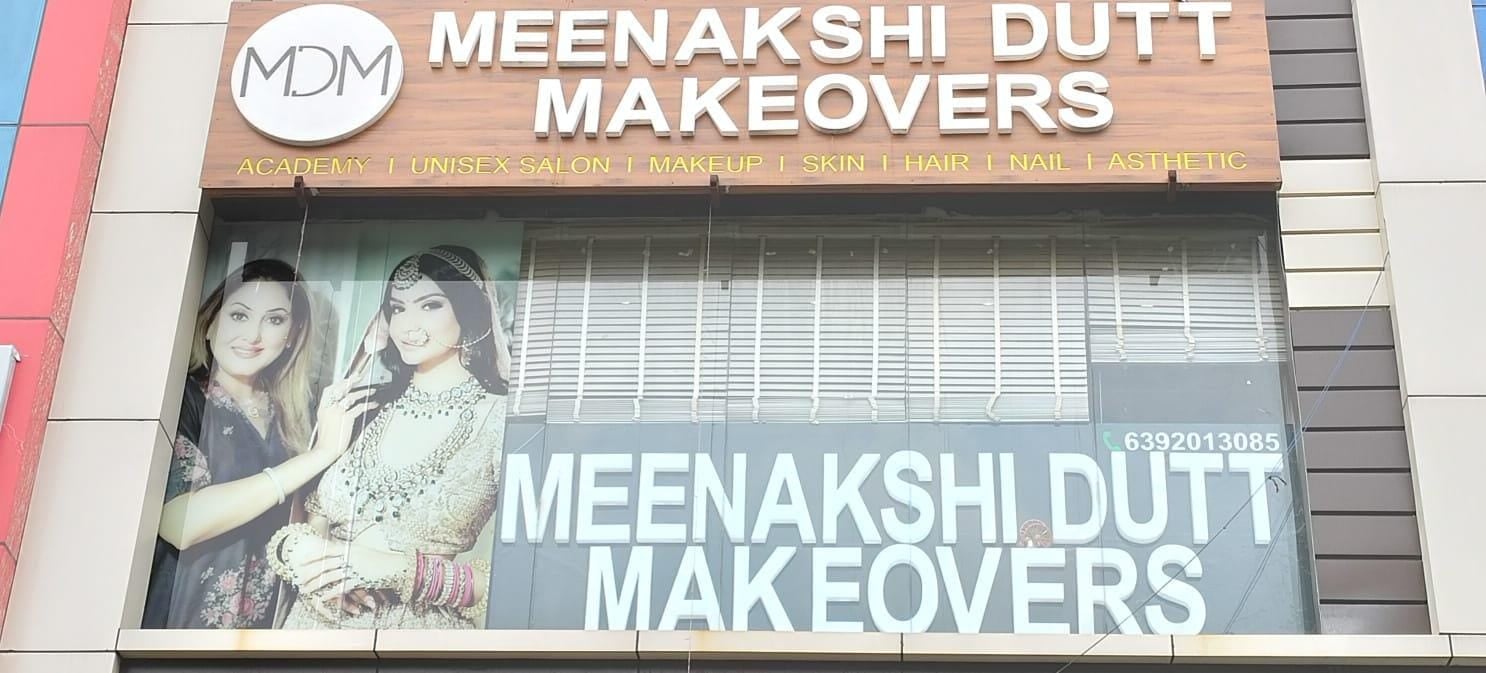 MDM
MEENAKSHI DUTT
MAKEOVERS
ACADEMY I UNISEX SALON I MAKEUP I SKIN I HAIR I NAIL I ASTHETIC
6392013085
MEENAKSHI DUTT
MAKEOVERS